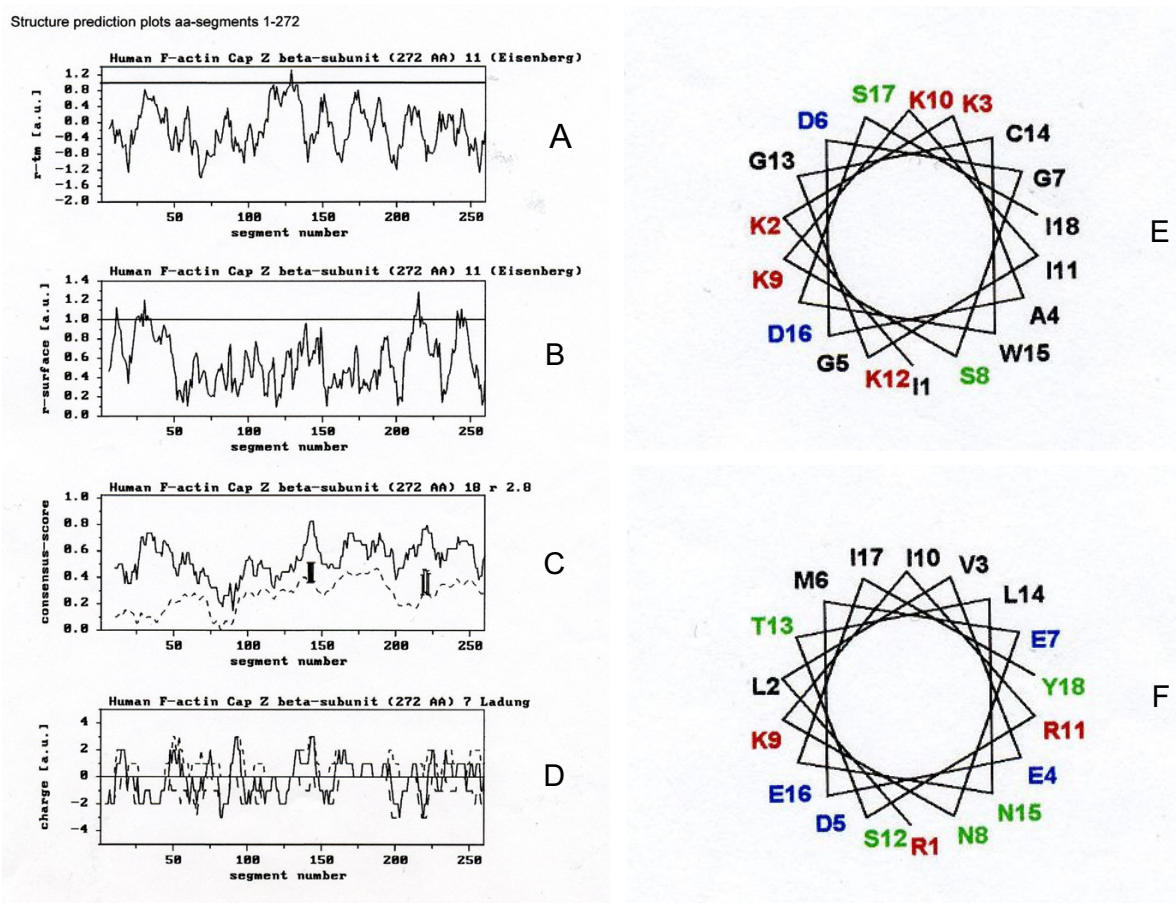 Structure prediction plots aa-segments 1-272
Human F-actin Cap Z beta-subunit (272 AA) 11 (Eisenberg)
r-tm [a.u.]
1.2
0.8
0.4
0.0
-0.4
-0.8
-1.2
-1.6
-2.0
50 100 150 200 250
segment number
A
Human F-actin Cap Z beta-subunit (272 AA) 11 (Eisenberg)
r-surface [a.u.]
1.4
1.2
1.0
0.8
0.6
0.4
0.2
0.0
50 100 150 200 250
segment number
B
Human F-actin Cap Z beta-subunit (272 AA) 18 r 2.8
consensus-score
1.0
0.8
0.6
0.4
0.2
0.0
I
II
50 100 150 200 250
segment number
C
Human F-actin Cap Z beta-subunit (272 AA) 7 Ladung
charge [a.u.]
4
2
0
-2
-4
50 100 150 200 250
segment number
D
S17 K10 K3
D6 C14
G13 G7
K2 I18
K9 I11
D16 A4
G5 W15
K12 I1 S8
E
I17 I10 V3
M6 L14
T13 E7
L2 Y18
K9 R11
E16 E4
D5 N15
S12 R1 N8
F